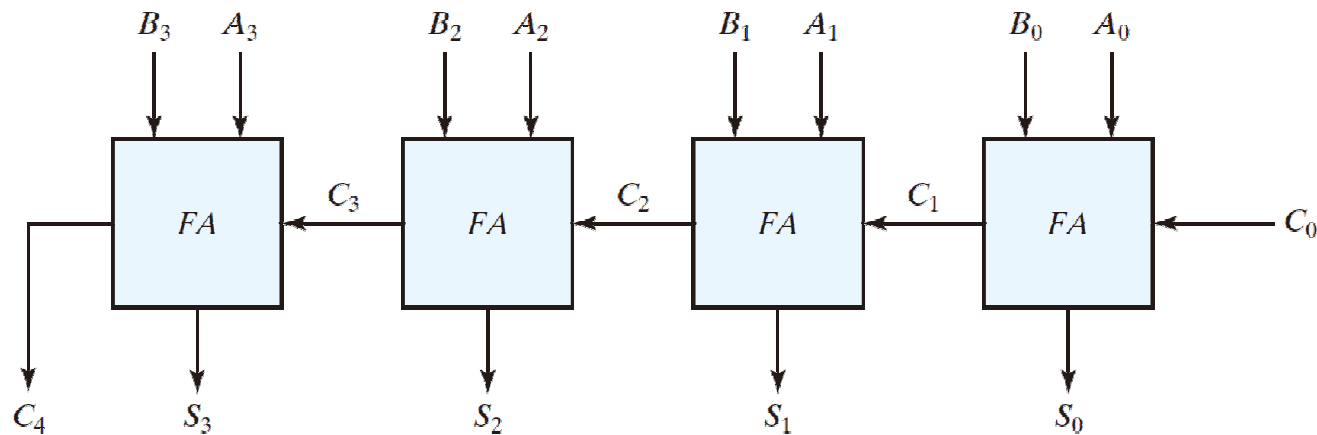 B₃ A₃ B₂ A₂ B₁ A₁ B₀ A₀
C₃ C₂ C₁
FA FA FA FA C₀
C₄ S₃ S₂ S₁ S₀